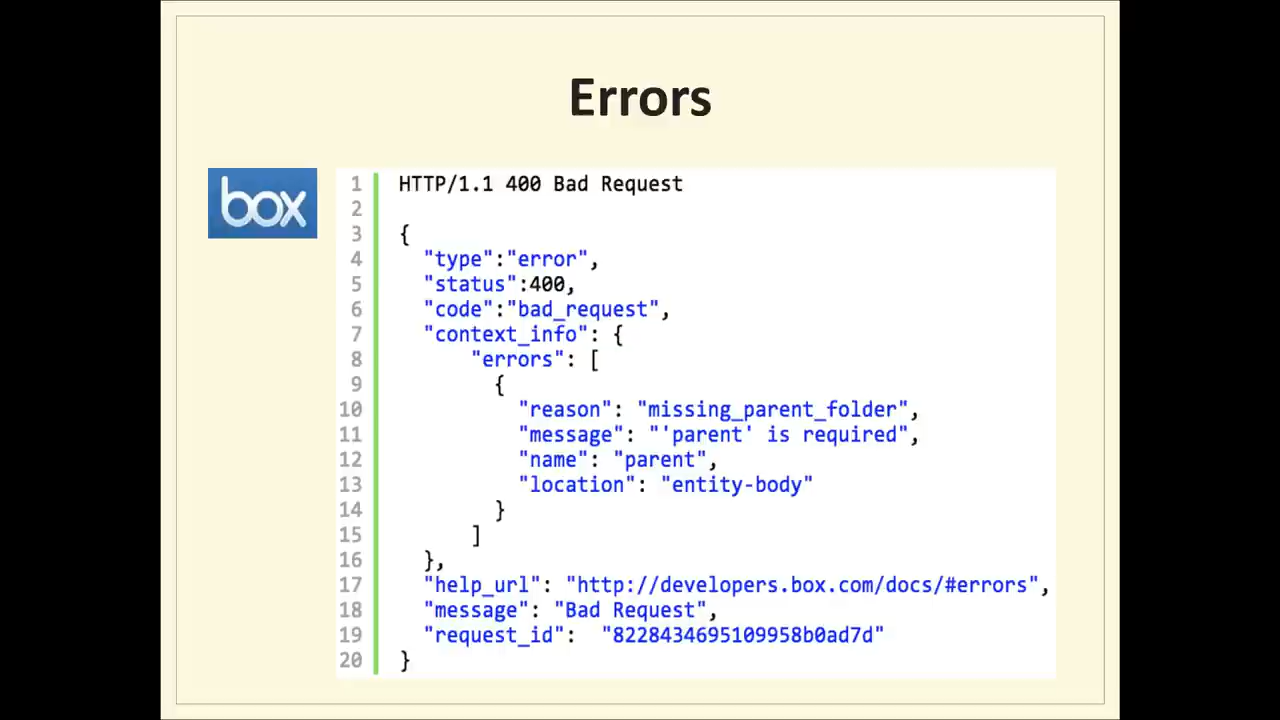 Errors
box
1 HTTP/1.1 400 Bad Request
2
3 {
4 "type":"error",
5 "status":400,
6 "code":"bad_request",
7 "context_info": {
8 "errors": [
9 {
10 "reason": "missing_parent_folder",
11 "message": "'parent' is required",
12 "name": "parent",
13 "location": "entity-body"
14 }
15 ]
16 },
17 "help_url": "http://developers.box.com/docs/#errors",
18 "message": "Bad Request",
19 "request_id": "8228434695109958b0ad7d"
20 }